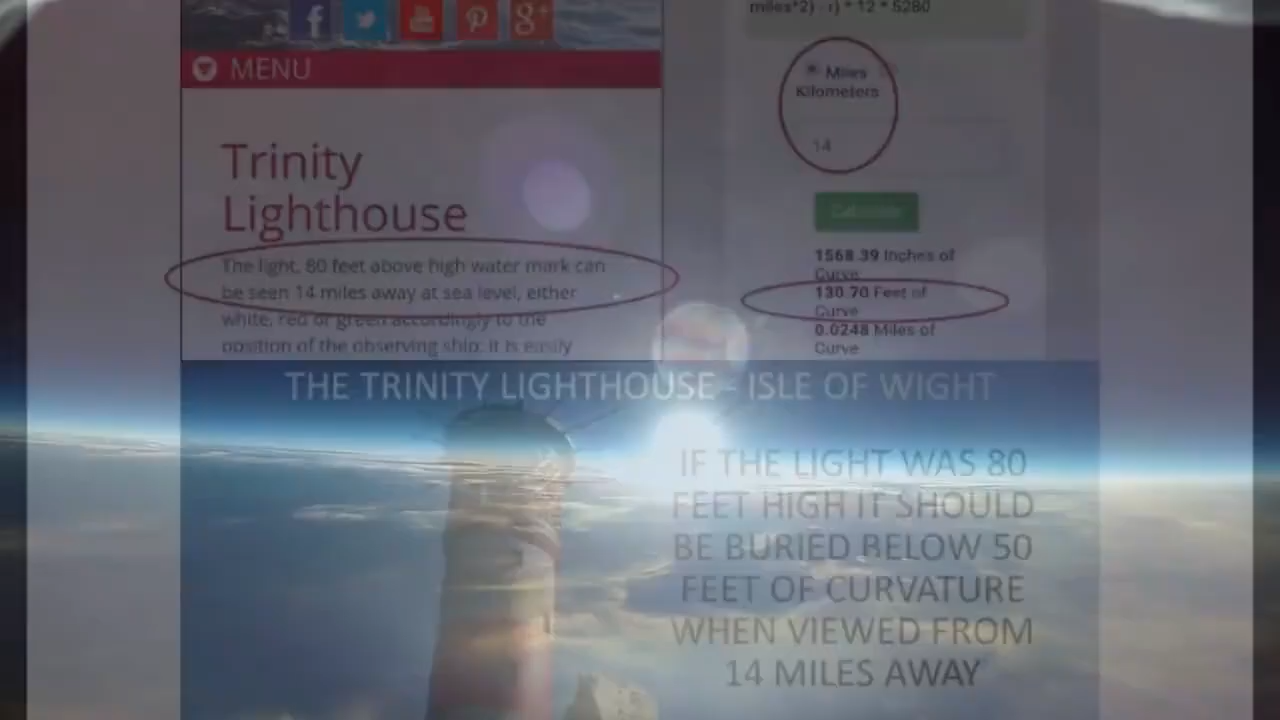 MENU
Trinity
Lighthouse
The light, 80 feet above high water mark can
be seen 14 miles away at sea level, either
white, red or green accordingly to the
position of the observing ship; it is easily
miles^2) - r) * 12 * 5280
Miles
Kilometers
14
Calculate
1568.39 Inches of
Curve
130.70 Feet of
Curve
0.0248 Miles of
Curve
THE TRINITY LIGHTHOUSE - ISLE OF WIGHT
IF THE LIGHT WAS 80
FEET HIGH IT SHOULD
BE BURIED BELOW 50
FEET OF CURVATURE
WHEN VIEWED FROM
14 MILES AWAY